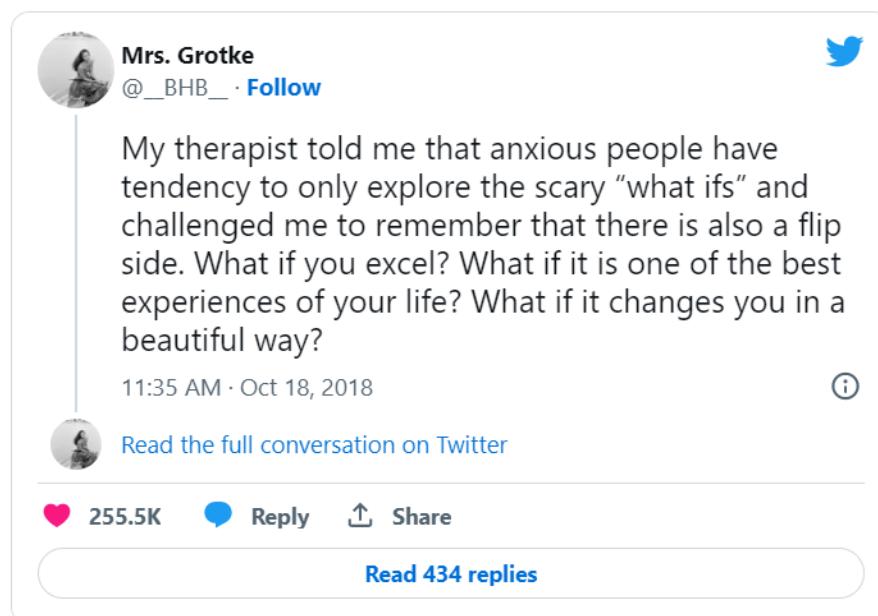 Mrs. Grotke
@__BHB__ · Follow
My therapist told me that anxious people have
tendency to only explore the scary “what ifs” and
challenged me to remember that there is also a flip
side. What if you excel? What if it is one of the best
experiences of your life? What if it changes you in a
beautiful way?
11:35 AM · Oct 18, 2018
Read the full conversation on Twitter
255.5K Reply Share
Read 434 replies